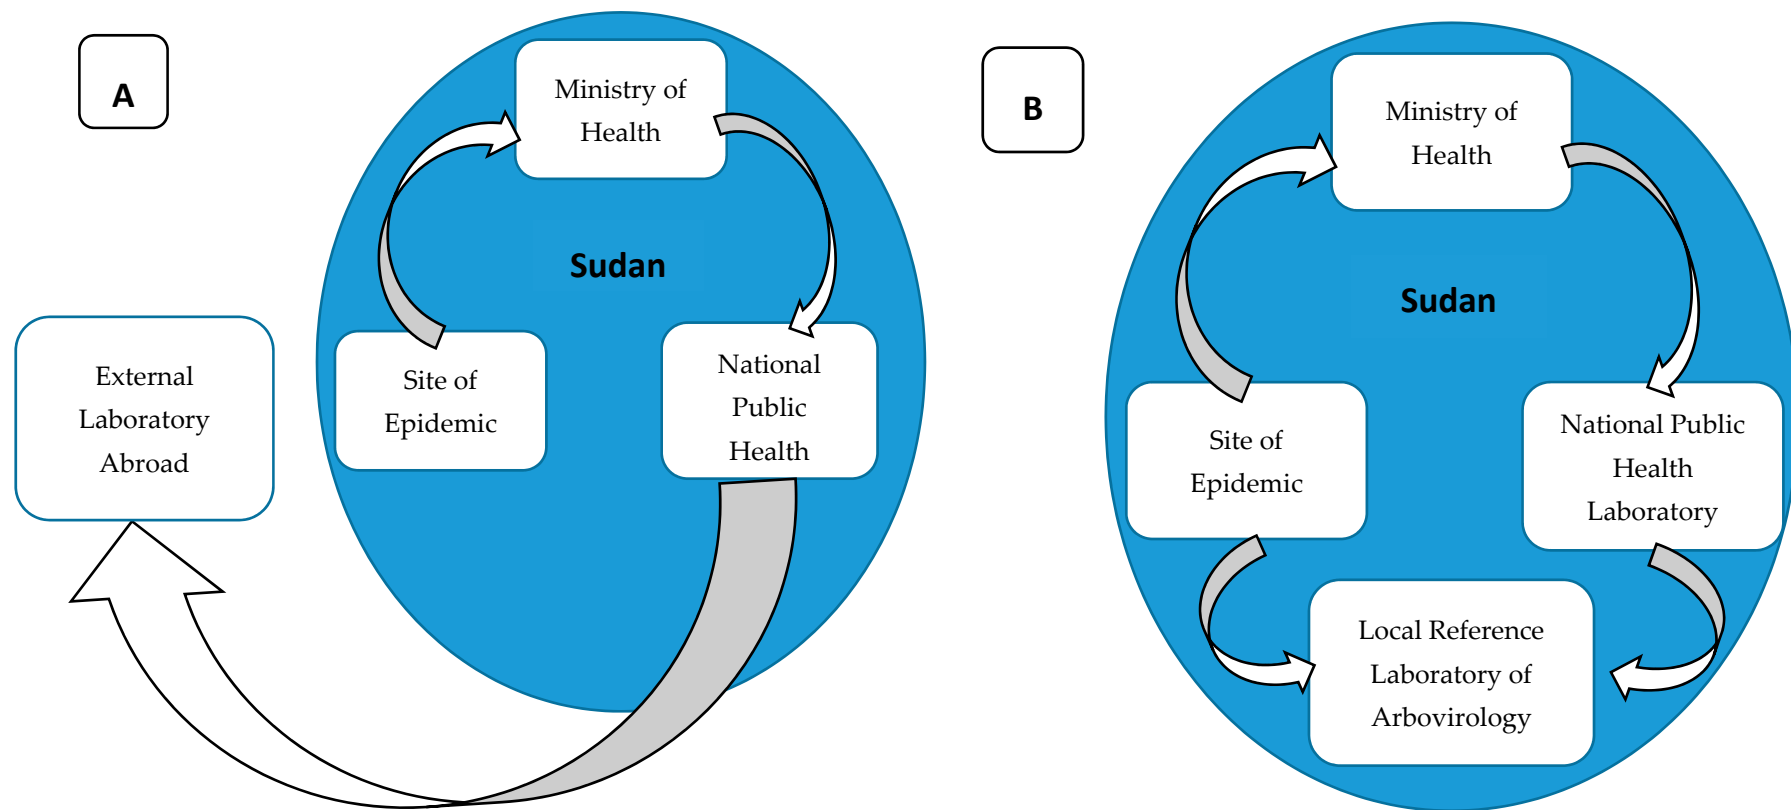 A
Ministry of
Health
Sudan
Site of
Epidemic
National
Public
Health
External
Laboratory
Abroad
B
Ministry of
Health
Sudan
Site of
Epidemic
National Public
Health
Laboratory
Local Reference
Laboratory of
Arbovirology